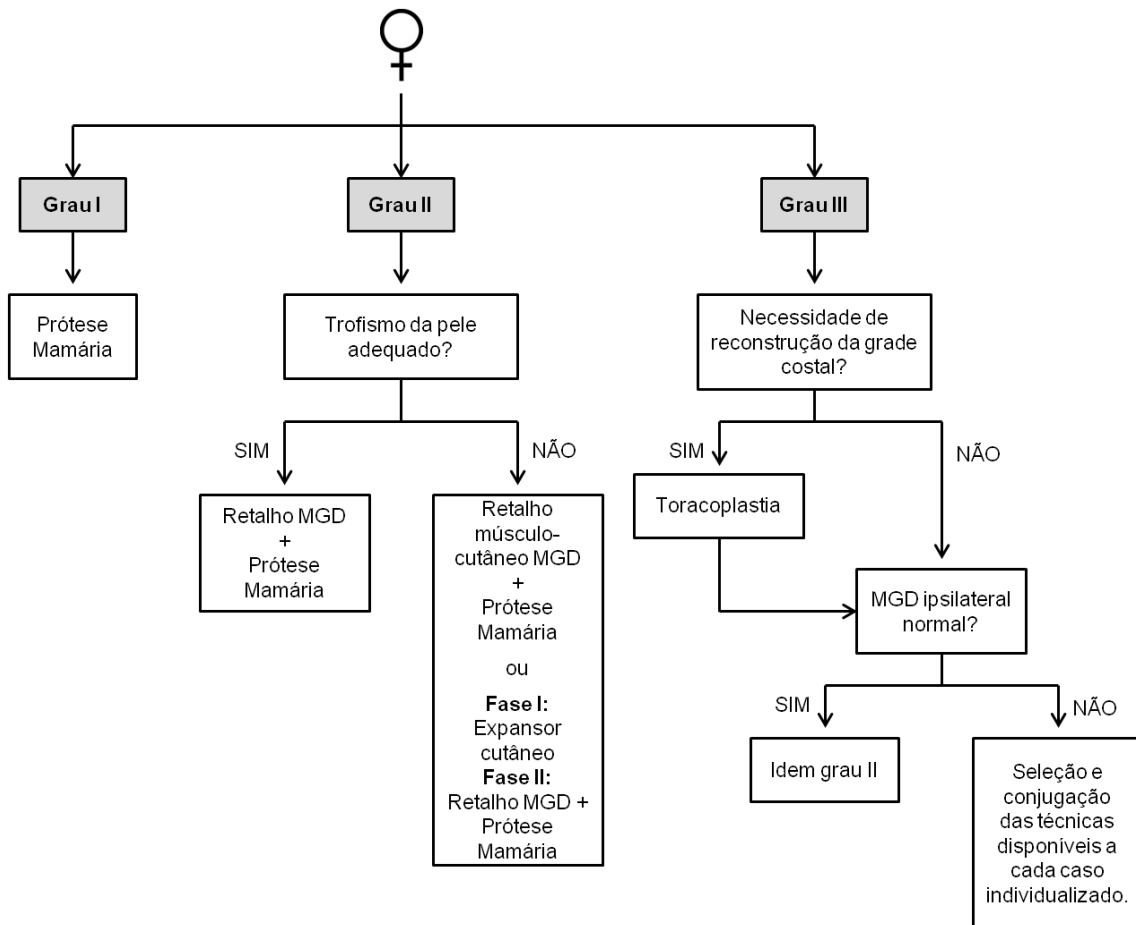 Grau I
Grau II
Grau III
Prótese
Mamária
Trofismo da pele
adequado?
Necessidade de
reconstrução da grade
costal?
SIM
NÃO
SIM
NÃO
Retalho MGD
+
Prótese
Mamária
Retalho
músculo-
cutâneo MGD
+
Prótese
Mamária
ou
Fase I:
Expansor
cutâneo
Fase II:
Retalho MGD +
Prótese
Mamária
Toracoplastia
MGD ipsilateral
normal?
SIM
NÃO
Idem grau II
Seleção e
conjugação
das técnicas
disponíveis a
cada caso
individualizado.